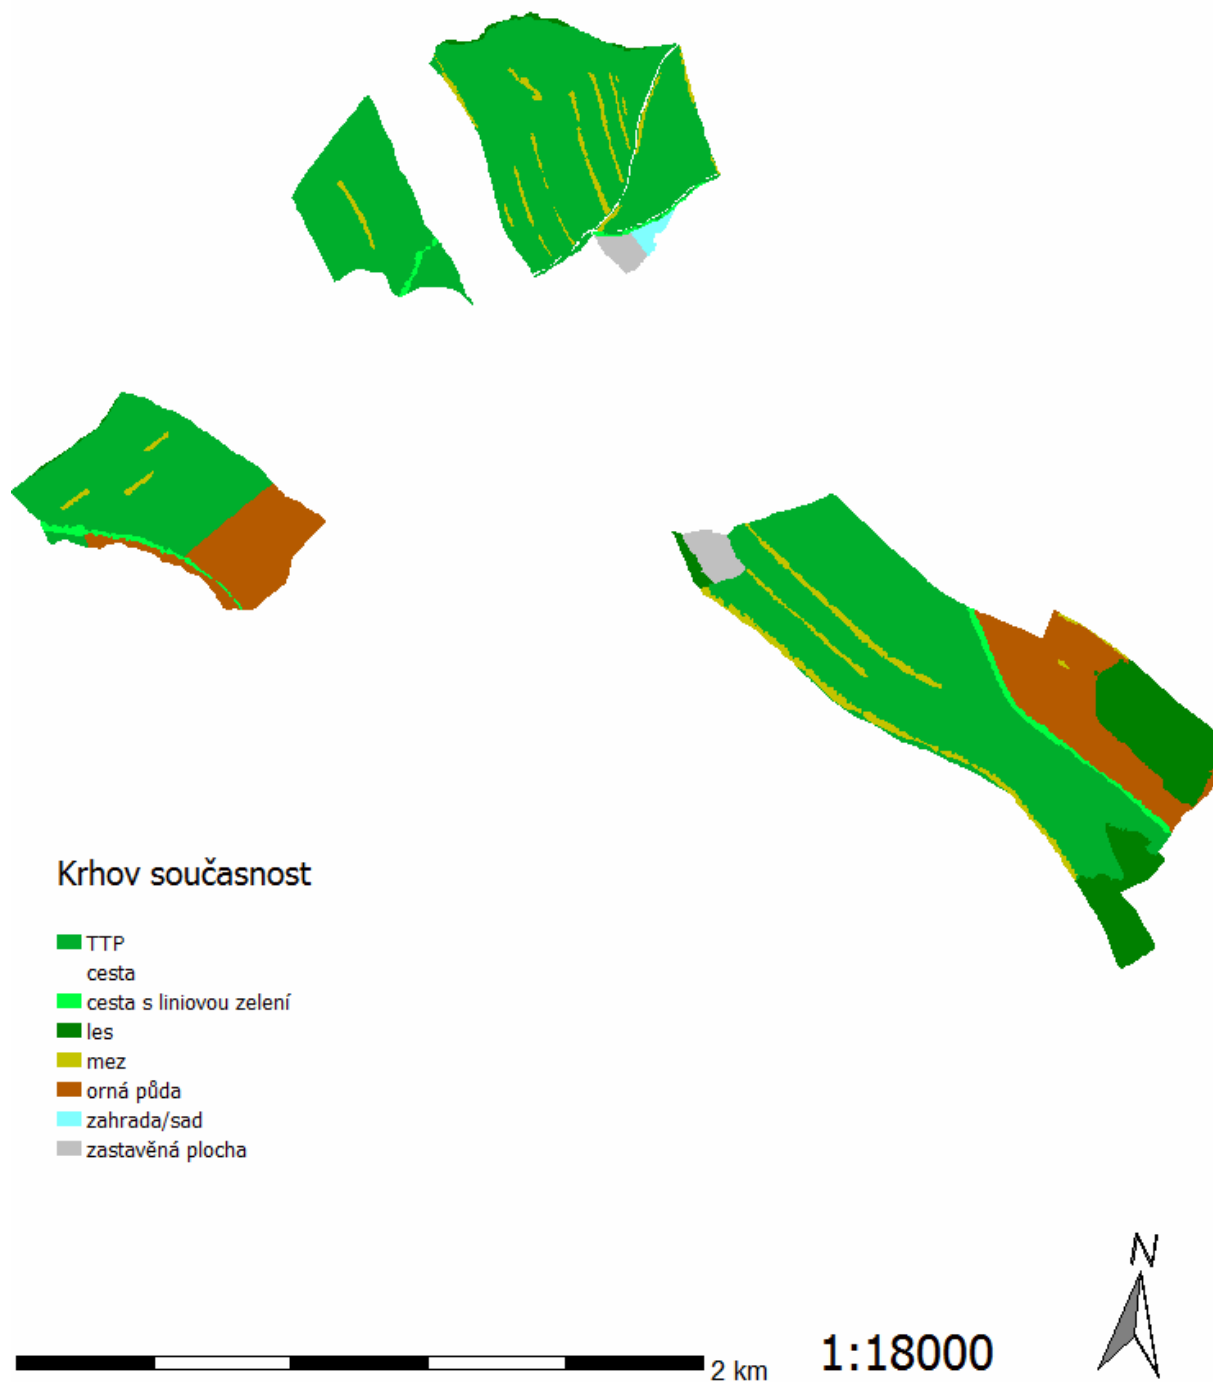 Krhov současnost
TTP
cesta
cesta s liniovou zelení
les
mez
orná půda
zahrada/sad
zastavěná plocha
N
2 km
1:18000